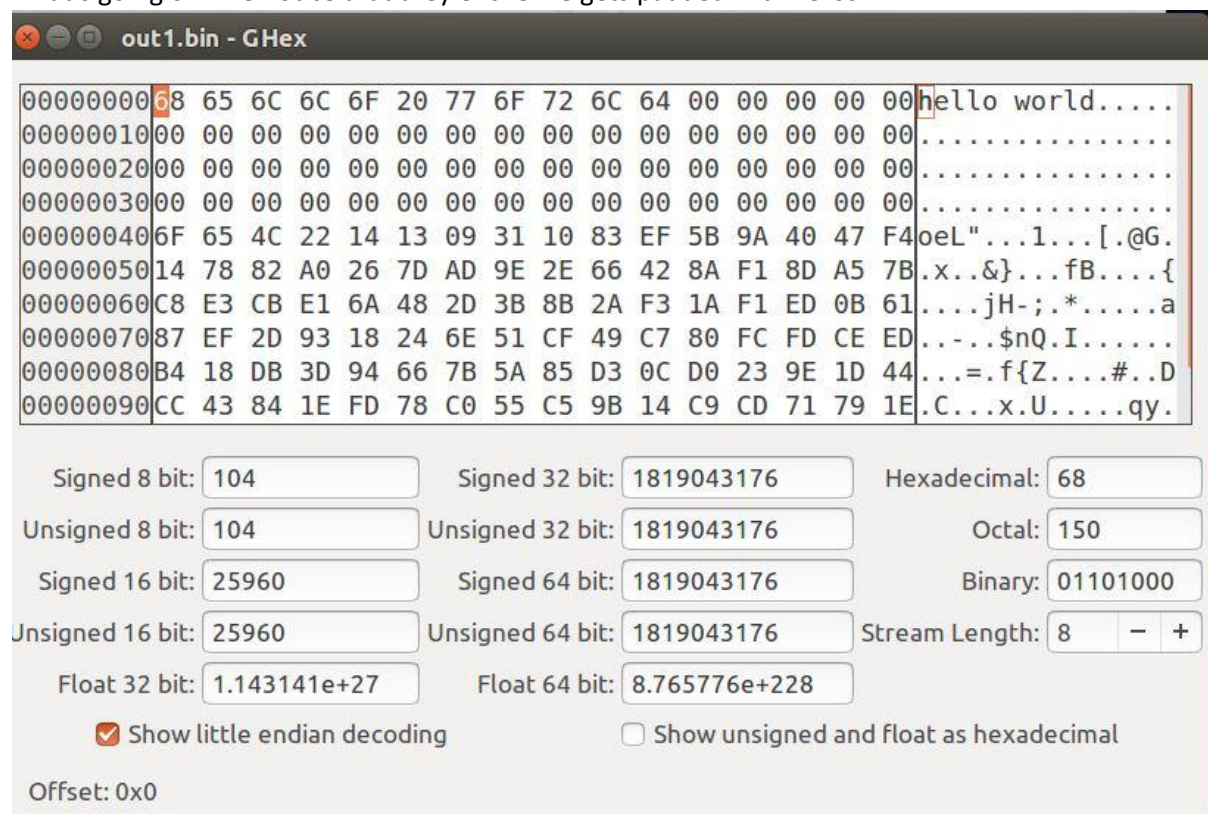 out1.bin - GHex
00000000 68 65 6C 6C 6F 20 77 6F 72 6C 64 00 00 00 00 00 hello world.....
00000010 00 00 00 00 00 00 00 00 00 00 00 00 00 00 00 00 ................
00000020 00 00 00 00 00 00 00 00 00 00 00 00 00 00 00 00 ................
00000030 00 00 00 00 00 00 00 00 00 00 00 00 00 00 00 00 ................
00000040 6F 65 4C 22 14 13 09 31 10 83 EF 5B 9A 40 47 F4 oeL"...1...[.@G.
00000050 14 78 82 A0 26 7D AD 9E 2E 66 42 8A F1 8D A5 7B .x..&}...fB....{
00000060 C8 E3 CB E1 6A 48 2D 3B 8B 2A F3 1A F1 ED 0B 61 ....jH-;.*.....a
00000070 87 EF 2D 93 18 24 6E 51 CF 49 C7 80 FC FD CE ED ..-..$nQ.I......
00000080 B4 18 DB 3D 94 66 7B 5A 85 D3 0C D0 23 9E 1D 44 ...=.f{Z....#..D
00000090 CC 43 84 1E FD 78 C0 55 C5 9B 14 C9 CD 71 79 1E .C...x.U.....qy.
Signed 8 bit: 104 Signed 32 bit: 1819043176 Hexadecimal: 68
Unsigned 8 bit: 104 Unsigned 32 bit: 1819043176 Octal: 150
Signed 16 bit: 25960 Signed 64 bit: 1819043176 Binary: 01101000
Unsigned 16 bit: 25960 Unsigned 64 bit: 1819043176 Stream Length: 8 - +
Float 32 bit: 1.143141e+27 Float 64 bit: 8.765776e+228
Show little endian decoding Show unsigned and float as hexadecimal
Offset: 0x0